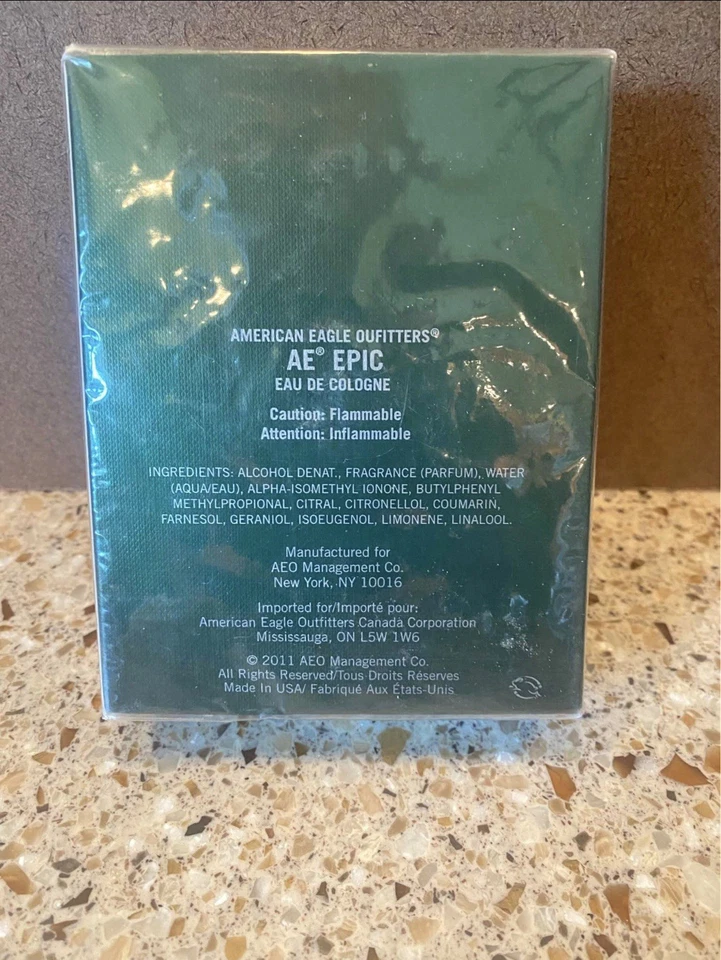 AMERICAN EAGLE OUFITTERS®
AE® EPIC
EAU DE COLOGNE
Caution: Flammable
Attention: Inflammable
INGREDIENTS: ALCOHOL DENAT., FRAGRANCE (PARFUM), WATER
(AQUA/EAU), ALPHA-ISOMETHYL IONONE, BUTYLPHENYL
METHYLPROPIONAL, CITRAL, CITRONELLOL, COUMARIN,
FARNESOL, GERANIOL, ISOEUGENOL, LIMONENE, LINALOOL.
Manufactured for
AEO Management Co.
New York, NY 10016
Imported for/Importé pour:
American Eagle Outfitters Canada Corporation
Mississauga, ON L5W 1W6
© 2011 AEO Management Co.
All Rights Reserved/Tous Droits Réserves
Made In USA/ Fabriqué Aux États-Unis